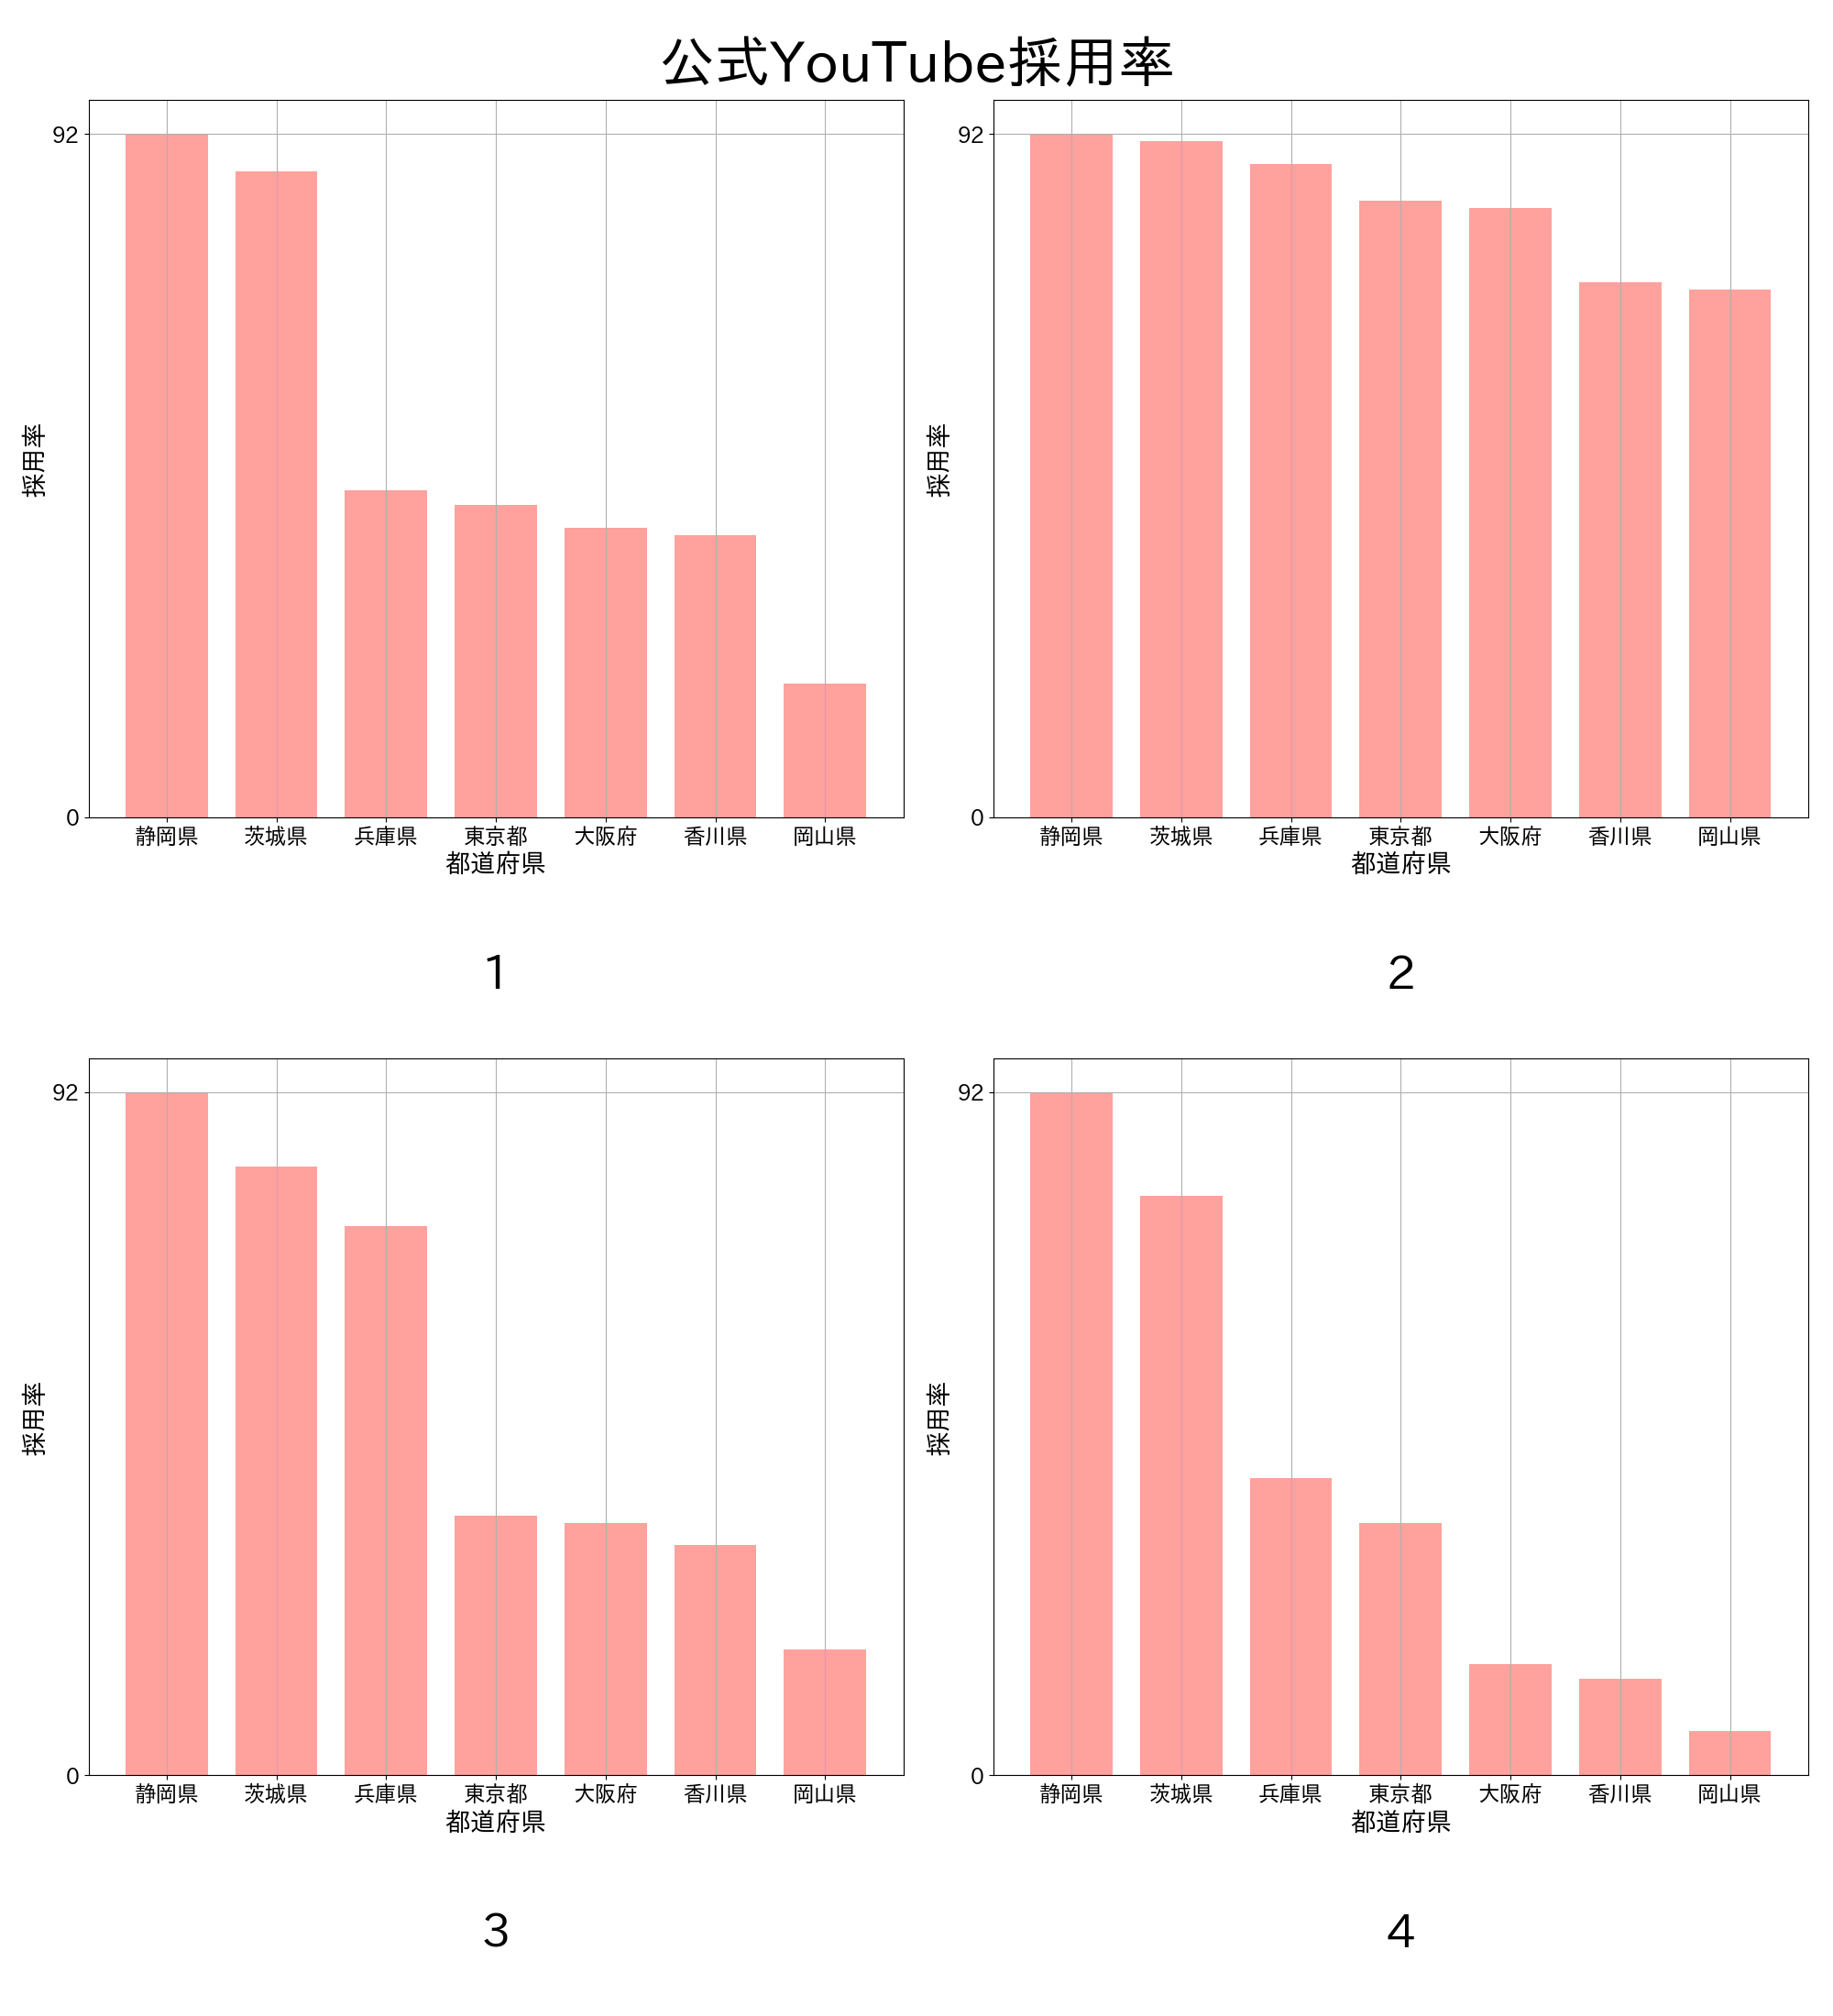 公式YouTube採用率
92
0
採用率
静岡県 茨城県 兵庫県 東京都 大阪府 香川県 岡山県
都道府県
1
92
0
採用率
静岡県 茨城県 兵庫県 東京都 大阪府 香川県 岡山県
都道府県
2
92
0
採用率
静岡県 茨城県 兵庫県 東京都 大阪府 香川県 岡山県
都道府県
3
92
0
採用率
静岡県 茨城県 兵庫県 東京都 大阪府 香川県 岡山県
都道府県
4